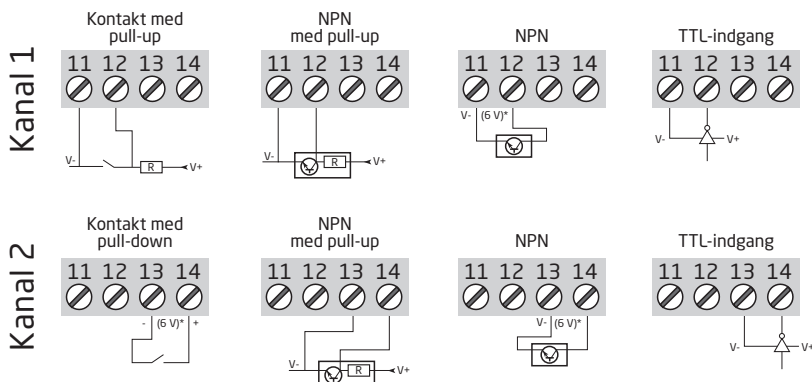 Kanal 1
Kontakt med
pull-up
11 12 13 14
V-
R
V+
NPN
med pull-up
11 12 13 14
V-
R
V+
NPN
11 12 13 14
V- (6 V)*
TTL-indgang
11 12 13 14
V-
V+
Kanal 2
Kontakt med
pull-down
11 12 13 14
- (6 V)* +
NPN
med pull-up
11 12 13 14
V-
R
V+
NPN
11 12 13 14
V- (6 V)*
TTL-indgang
11 12 13 14
V-
V+